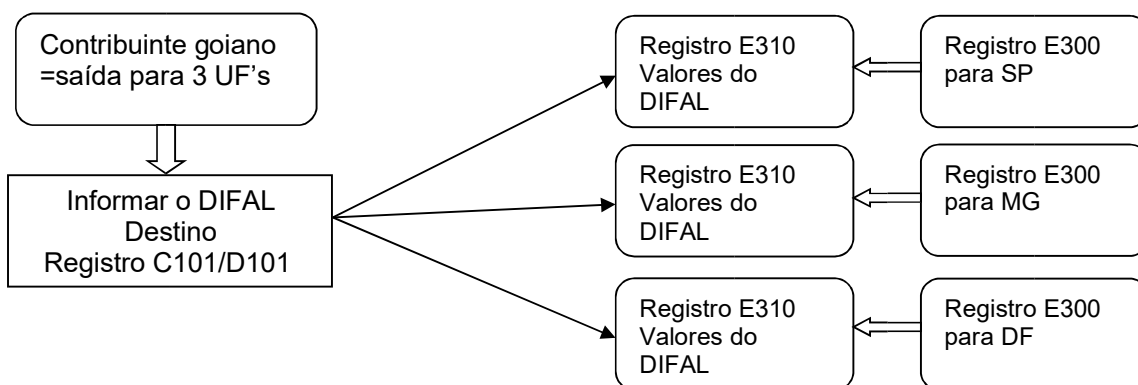 Contribuinte goiano
=saída para 3 UF’s
Informar o DIFAL
Destino
Registro C101/D101
Registro E310
Valores do
DIFAL
Registro E300
para SP
Registro E310
Valores do
DIFAL
Registro E300
para MG
Registro E310
Valores do
DIFAL
Registro E300
para DF